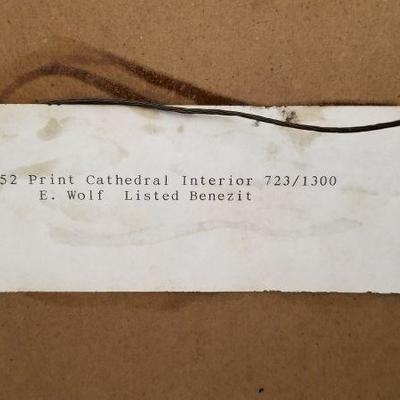 52 Print Cathedral Interior 723/1300
E. Wolf Listed Benezit